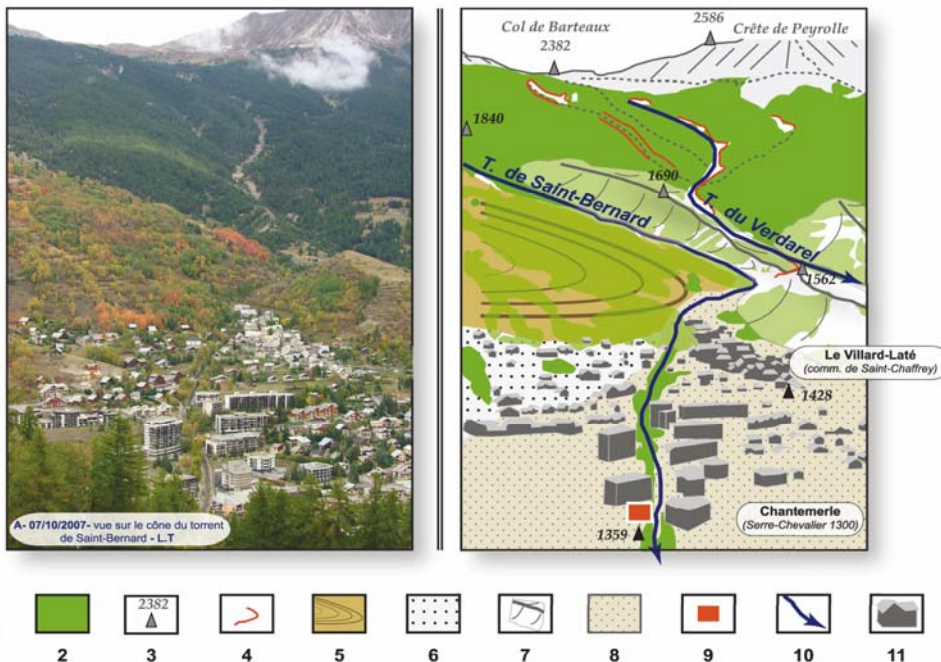 A- 07/10/2007- vue sur le cône du torrent
de Saint-Bernard - L.T
Col de Barteaux
2382
2586
Crête de Peyrolle
1840
1690
T. de Saint-Bernard
T. du Verdarel
1562
Le Villard-Laté
(comm. de Saint-Chaffrey)
1428
Chantemerle
(Serre-Chevalier 1300)
1359
2382
2 3 4 5 6 7 8 9 10 11